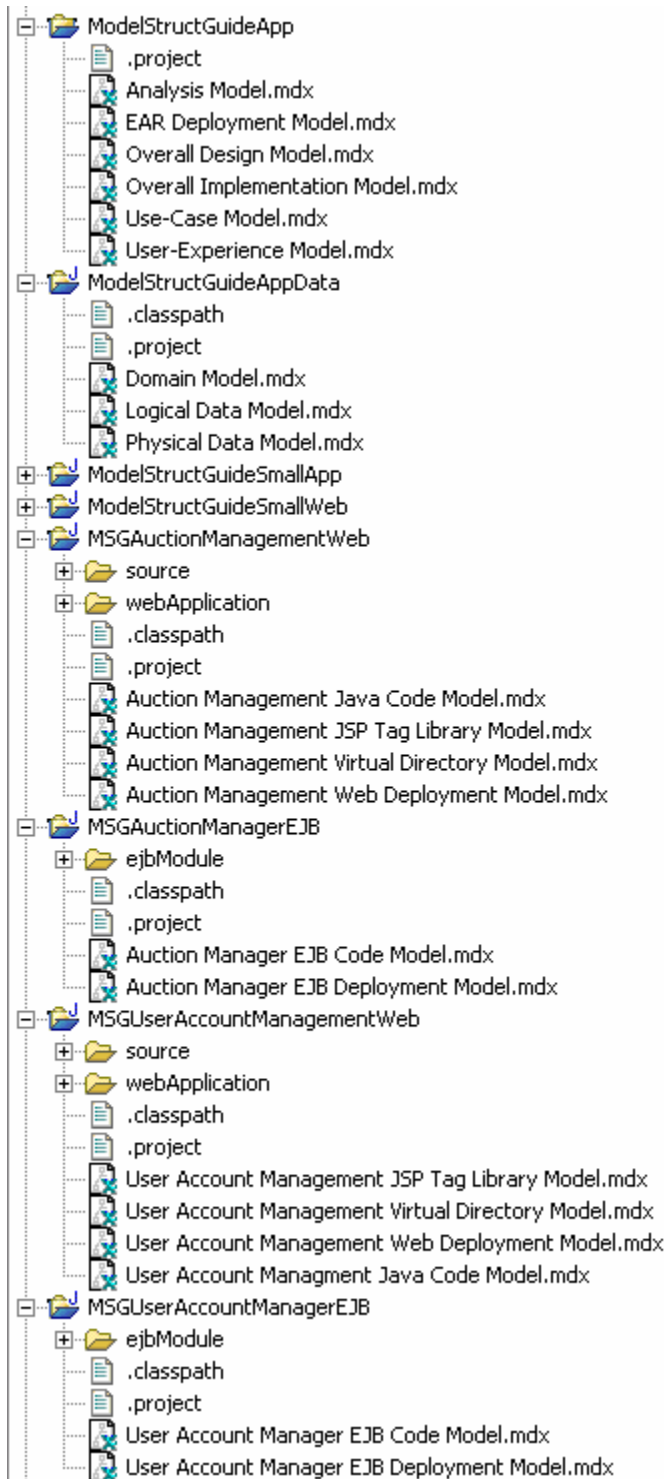 ModelStructGuideApp
.project
Analysis Model.mdx
EAR Deployment Model.mdx
Overall Design Model.mdx
Overall Implementation Model.mdx
Use-Case Model.mdx
User-Experience Model.mdx
ModelStructGuideAppData
.classpath
.project
Domain Model.mdx
Logical Data Model.mdx
Physical Data Model.mdx
ModelStructGuideSmallApp
ModelStructGuideSmallWeb
MSGAuctionManagementWeb
source
webApplication
.classpath
.project
Auction Management Java Code Model.mdx
Auction Management JSP Tag Library Model.mdx
Auction Management Virtual Directory Model.mdx
Auction Management Web Deployment Model.mdx
MSGAuctionManagerEJB
ejbModule
.classpath
.project
Auction Manager EJB Code Model.mdx
Auction Manager EJB Deployment Model.mdx
MSGUserAccountManagementWeb
source
webApplication
.classpath
.project
User Account Management JSP Tag Library Model.mdx
User Account Management Virtual Directory Model.mdx
User Account Management Web Deployment Model.mdx
User Account Managment Java Code Model.mdx
MSGUserAccountManagerEJB
ejbModule
.classpath
.project
User Account Manager EJB Code Model.mdx
User Account Manager EJB Deployment Model.mdx